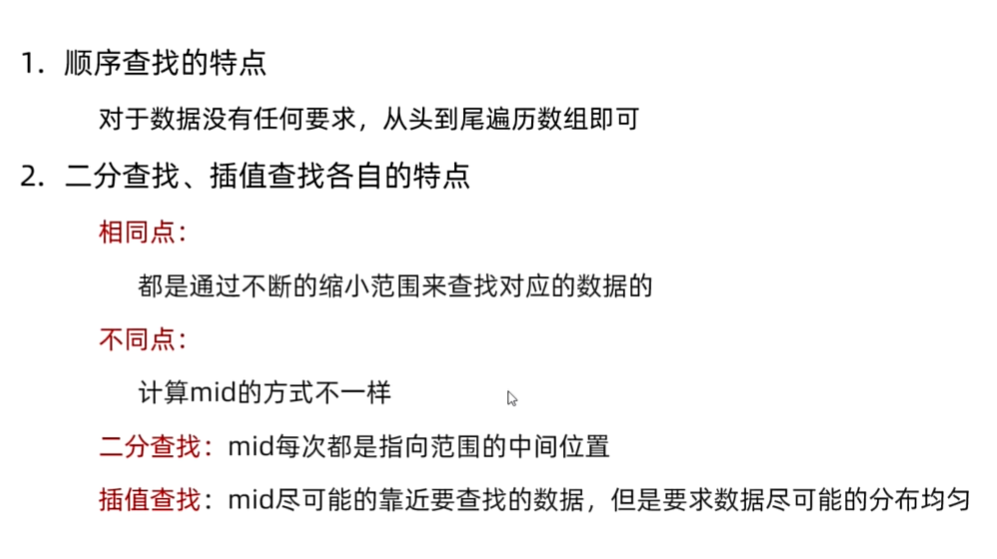 1. 顺序查找的特点
对于数据没有任何要求，从头到尾遍历数组即可
2. 二分查找、插值查找各自的特点
相同点：
都是通过不断的缩小范围来查找对应的数据的
不同点：
计算mid的方式不一样
二分查找：mid每次都是指向范围的中间位置
插值查找：mid尽可能的靠近要查找的数据，但是要求数据尽可能的分布均匀